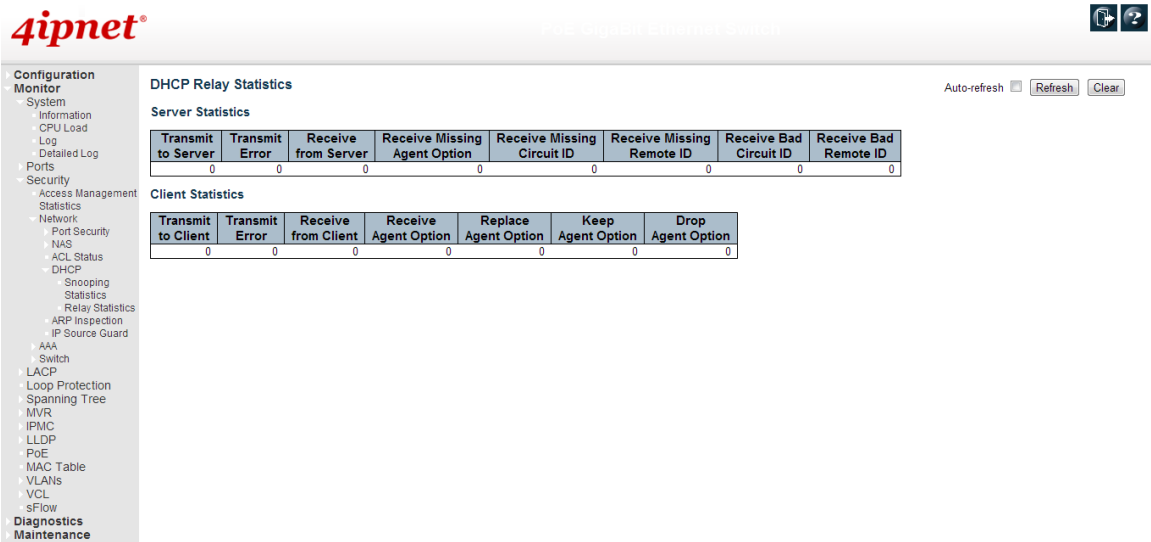 4ipnet®
PoE GigaBit Ethernet Switch
Configuration
Monitor
System
Information
CPU Load
Log
Detailed Log
Ports
Security
Access Management
Statistics
Network
Port Security
NAS
ACL Status
DHCP
Snooping
Statistics
Relay Statistics
ARP Inspection
IP Source Guard
AAA
Switch
LACP
Loop Protection
Spanning Tree
MVR
IPMC
LLDP
PoE
MAC Table
VLANs
VCL
sFlow
Diagnostics
Maintenance
DHCP Relay Statistics
Auto-refresh Refresh Clear
Server Statistics
Transmit Transmit Receive Receive Missing Receive Missing Receive Missing Receive Bad Receive Bad
to Server Error from Server Agent Option Circuit ID Remote ID Circuit ID Remote ID
0 0 0 0 0 0 0 0
Client Statistics
Transmit Transmit Receive Receive Replace Keep Drop
to Client Error from Client Agent Option Agent Option Agent Option Agent Option
0 0 0 0 0 0 0